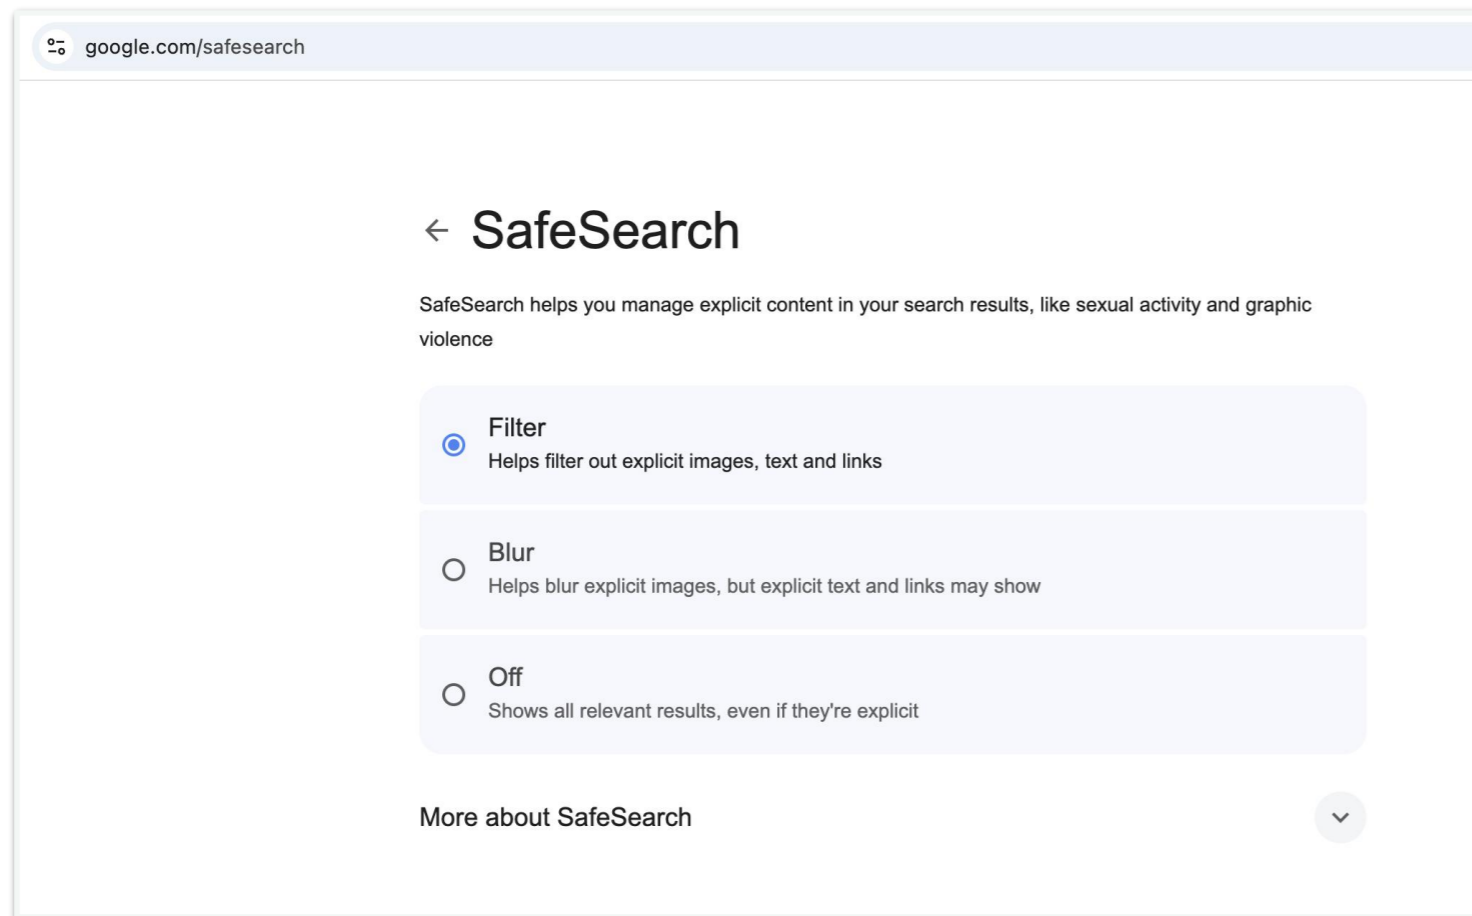 google.com/safesearch
SafeSearch
SafeSearch helps you manage explicit content in your search results, like sexual activity and graphic
violence
Filter
Helps filter out explicit images, text and links
Blur
Helps blur explicit images, but explicit text and links may show
Off
Shows all relevant results, even if they're explicit
More about SafeSearch